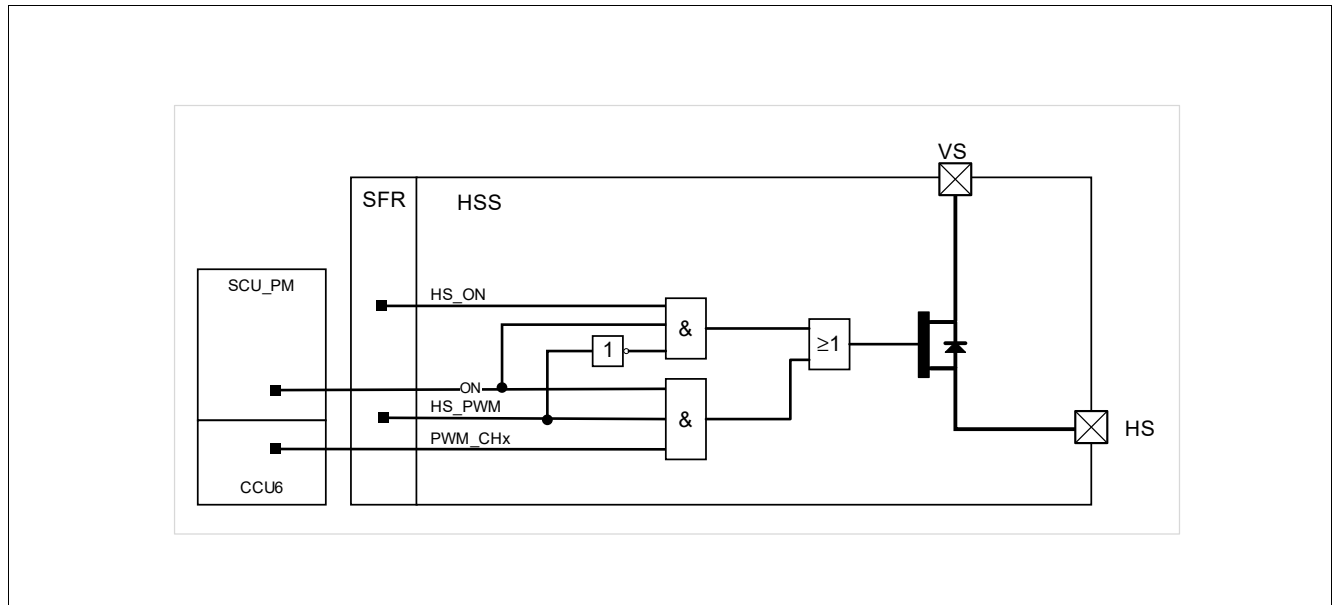 VS
SFR
HSS
SCU_PM
HS_ON
&
1
≥1
ON
HS_PWM
&
HS
PWM_CHx
CCU6